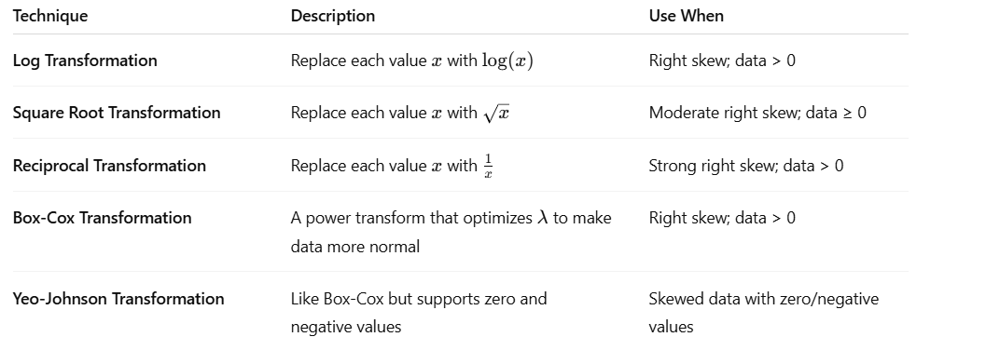 Technique Description Use When
Log Transformation Replace each value x with log(x) Right skew; data > 0
Square Root Transformation Replace each value x with √x Moderate right skew; data ≥ 0
Reciprocal Transformation Replace each value x with 1/x Strong right skew; data > 0
Box-Cox Transformation A power transform that optimizes λ to make Right skew; data > 0
data more normal
Yeo-Johnson Transformation Like Box-Cox but supports zero and Skewed data with zero/negative
negative values values